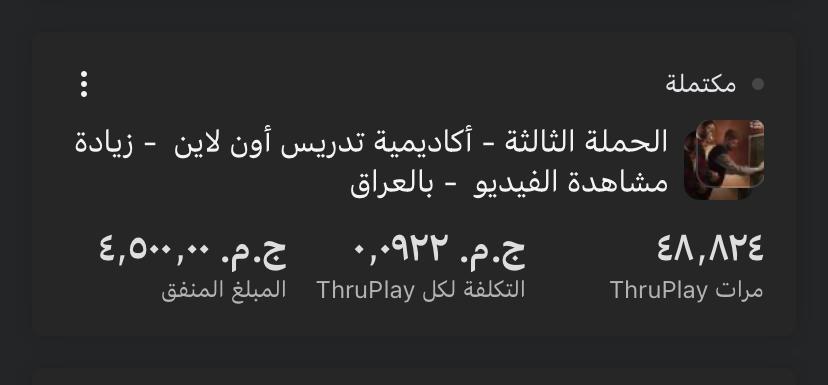 مكتملة
الحملة الثالثة - أكاديمية تدريس أون لاين - زيادة
مشاهدة الفيديو - بالعراق
٤٨,٨٢٤ ج.م. ٠,٠٩٢٢ ج.م. ٤,٥٠٠,٠٠
مرات ThruPlay التكلفة لكل ThruPlay المبلغ المنفق